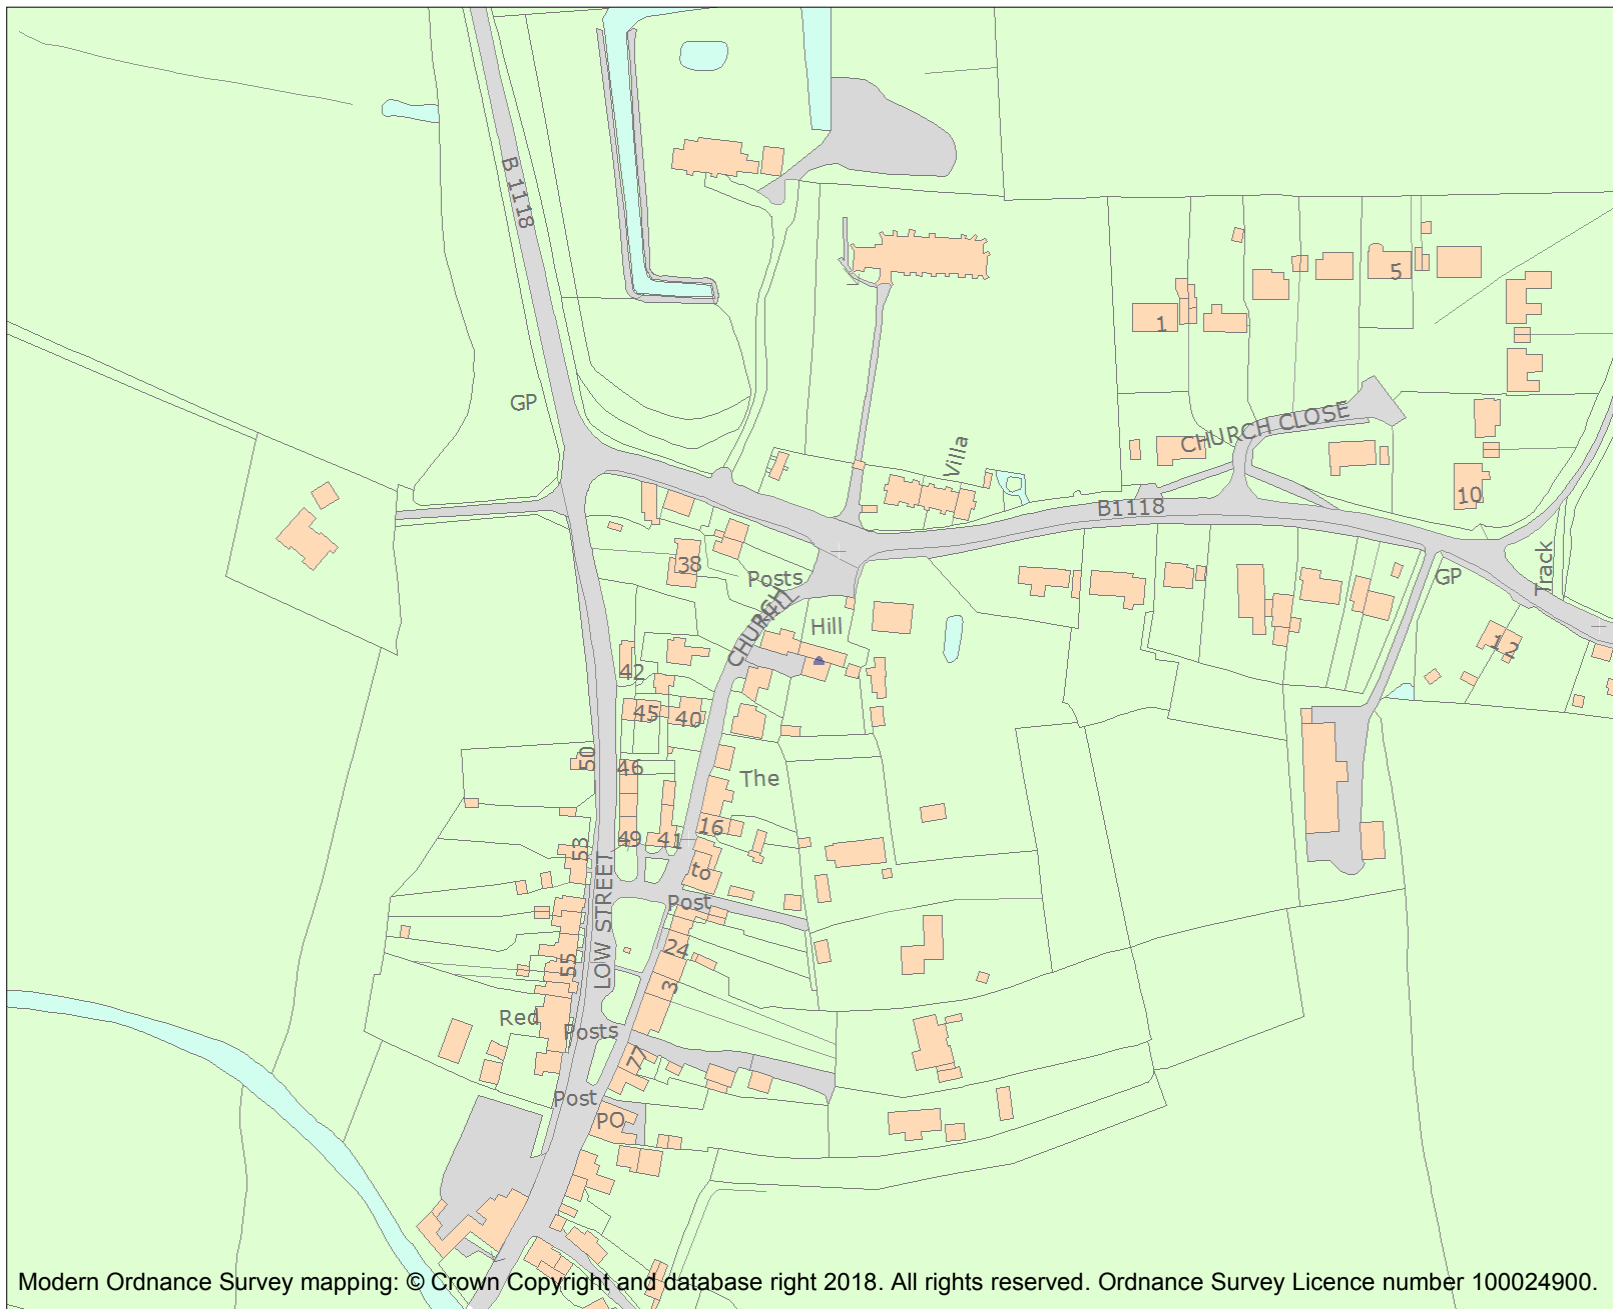 B 1118
5
1
GP
CHURCH CLOSE
Villa
10
B1118
Track
38
Posts
GP
CHURCH
HILL
Hill
12
42
45
40
50
46
The
16
49
41
53
to
LOW STREET
Post
24
55
3
Red
Posts
77
Post
PO
Modern Ordnance Survey mapping: © Crown Copyright and database right 2018. All rights reserved. Ordnance Survey Licence number 100024900.